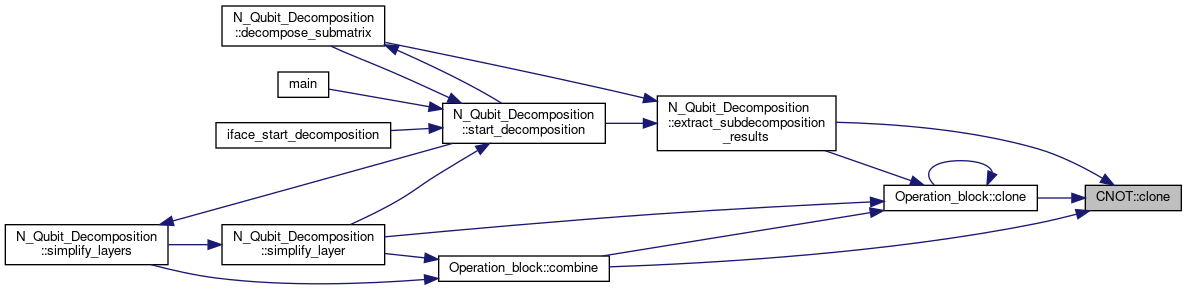 N_Qubit_Decomposition
::decompose_submatrix
main
iface_start_decomposition
N_Qubit_Decomposition
::start_decomposition
N_Qubit_Decomposition
::extract_subdecomposition
_results
Operation_block::clone
CNOT::clone
N_Qubit_Decomposition
::simplify_layers
N_Qubit_Decomposition
::simplify_layer
Operation_block::combine